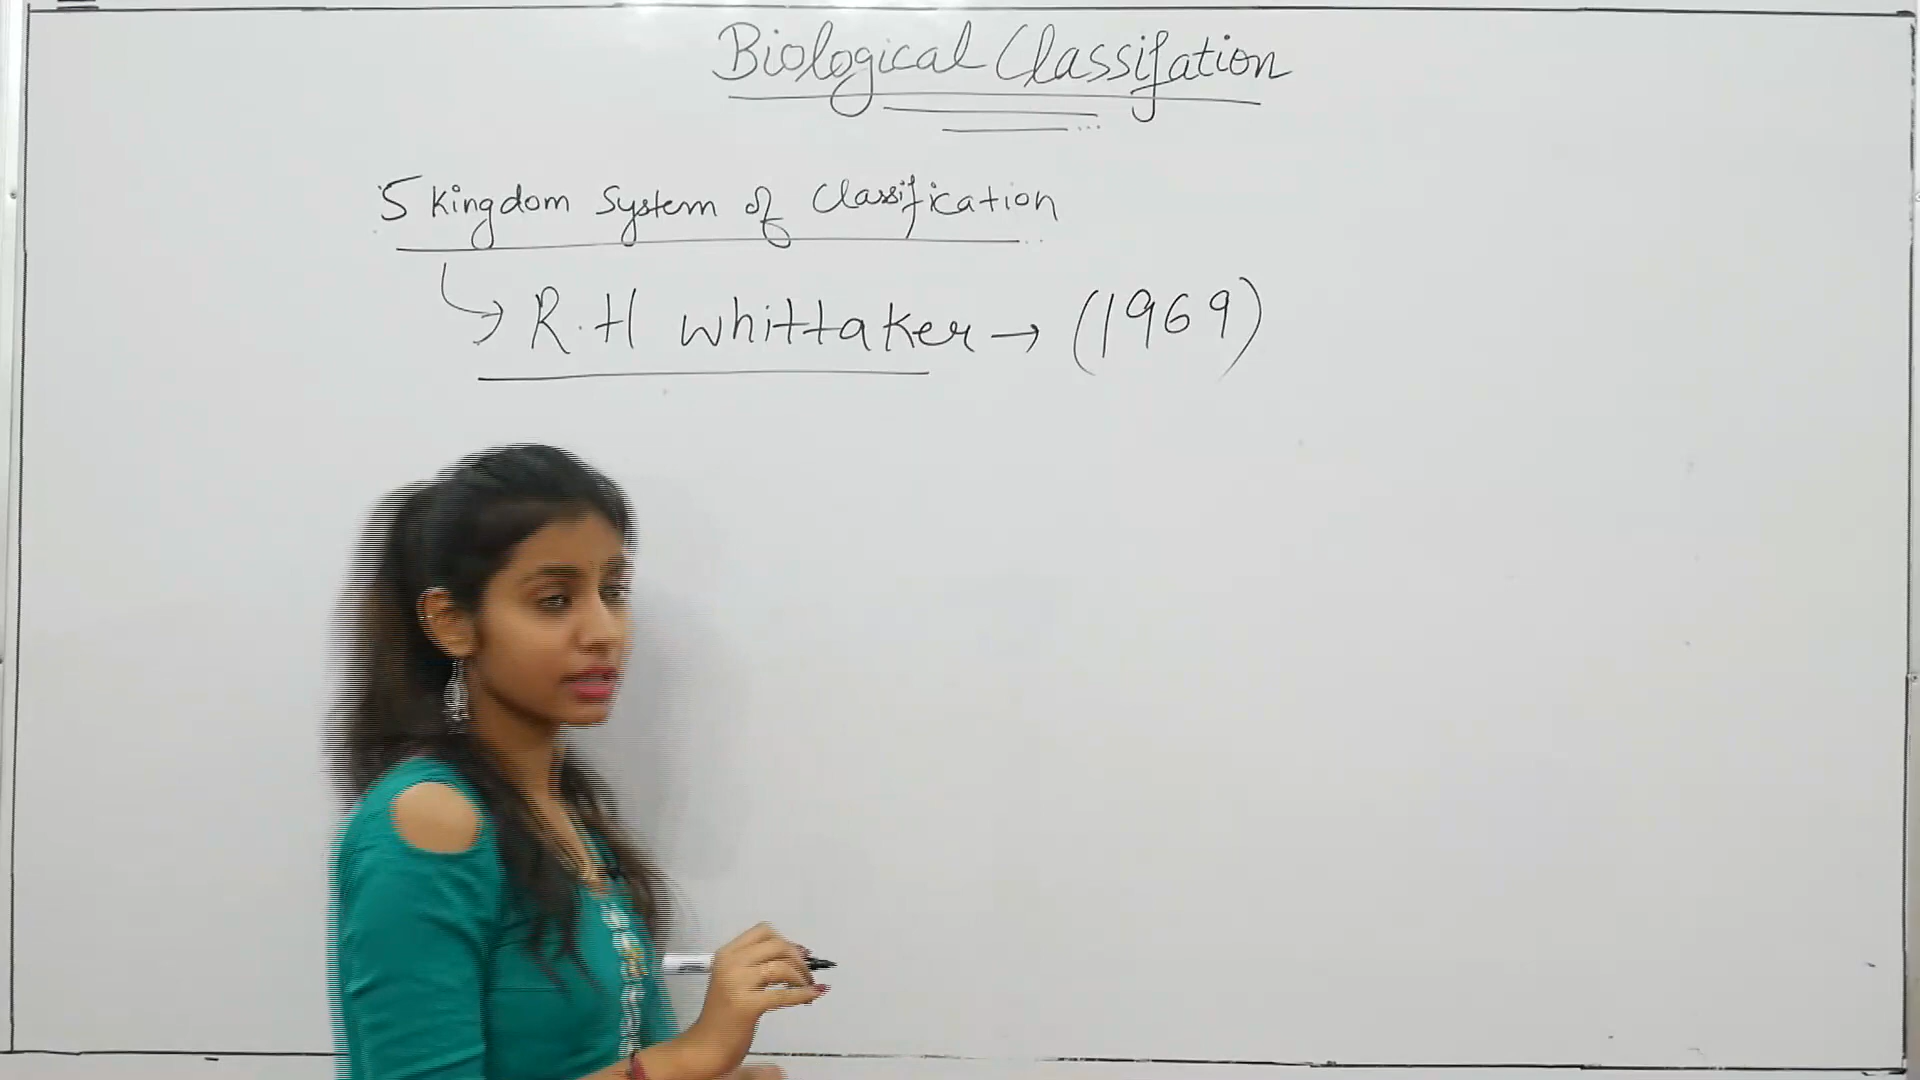 Biological Classifation
5 Kingdom System of Classification
↳ R.H Whittaker → (1969)